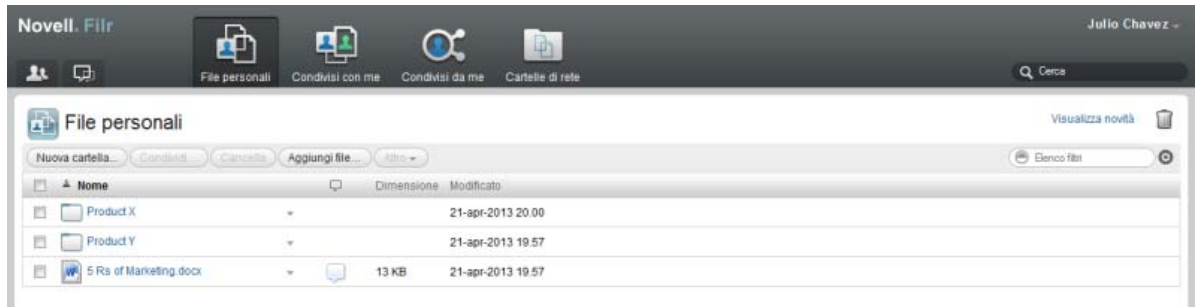 Novell. Filr
Julio Chavez
File personali Condivisi con me Condivisi da me Cartelle di rete
Cerca
File personali
Visualizza novità
Nuova cartella... Condividi... Cancella Aggiungi file... Altro
Elenco filtri
Nome Dimensione Modificato
Product X 21-apr-2013 20.00
Product Y 21-apr-2013 19.57
5 Rs of Marketing.docx 13 KB 21-apr-2013 19.57